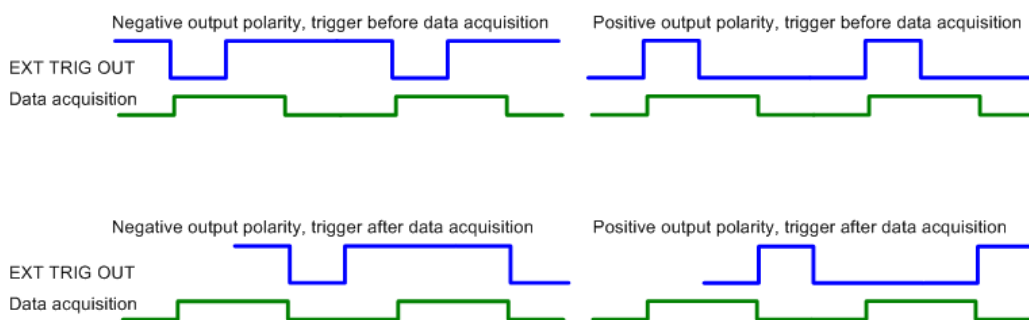 Negative output polarity, trigger before data acquisition
Positive output polarity, trigger before data acquisition
EXT TRIG OUT
Data acquisition
Negative output polarity, trigger after data acquisition
Positive output polarity, trigger after data acquisition
EXT TRIG OUT
Data acquisition